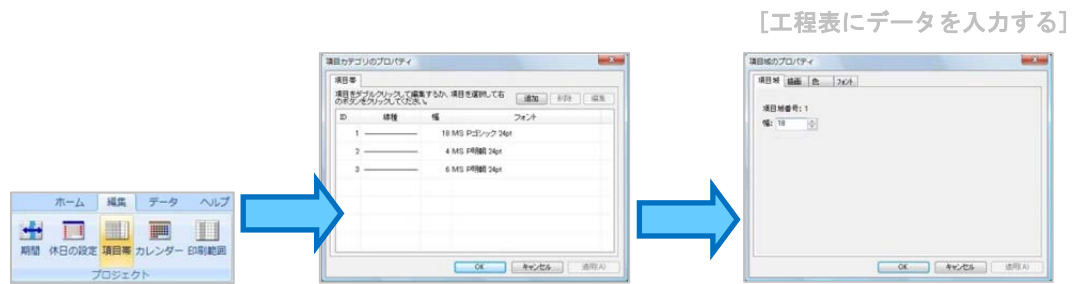 [工程表にデータを入力する]
項目カテゴリのプロパティ
項目帯
項目をダブルクリックして編集するか、項目を選択して右
のボタンをクリックしてください。
追加 削除 編集
ID 線種 幅 フォント
1 18 MS Pゴシック 24pt
2 4 MS P明朝 24pt
3 6 MS P明朝 24pt
OK キャンセル 適用(A)
項目域のプロパティ
項目域 線画 色 フォント
項目域番号: 1
幅: 18
OK キャンセル 適用(A)
ホーム 編集 データ ヘルプ
期間 休日の設定 項目帯 カレンダー 印刷範囲
プロジェクト